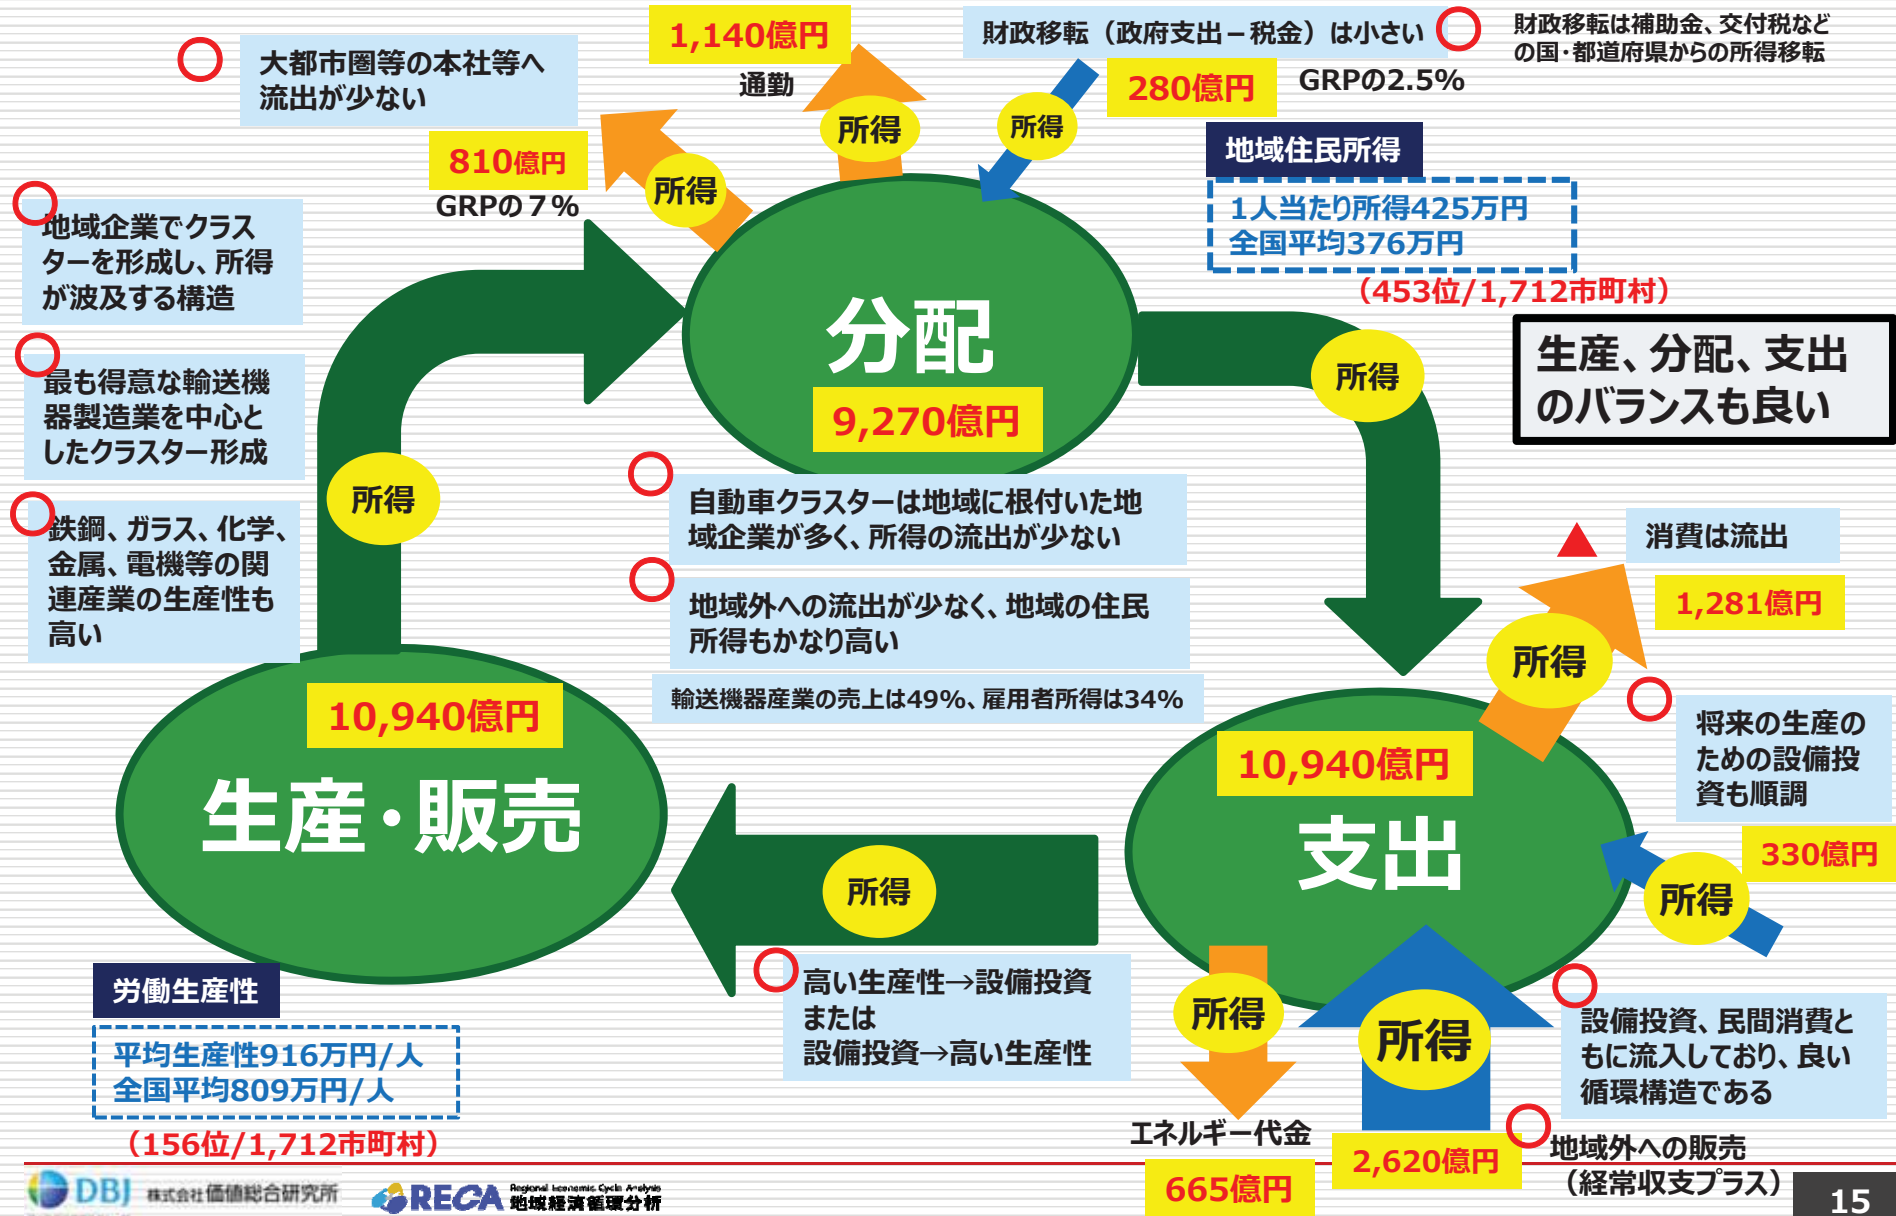 1,140億円
通勤
財政移転（政府支出－税金）は小さい
財政移転は補助金、交付税など
の国・都道府県からの所得移転
280億円
GRPの2.5%
大都市圏等の本社等へ
流出が少ない
810億円
GRPの７%
所得
所得
所得
地域住民所得
1人当たり所得425万円
全国平均376万円
（453位/1,712市町村）
生産、分配、支出
のバランスも良い
地域企業でクラス
ターを形成し、所得
が波及する構造
最も得意な輸送機
器製造業を中心と
したクラスター形成
鉄鋼、ガラス、化学、
金属、電機等の関
連産業の生産性も
高い
所得
分配
9,270億円
所得
自動車クラスターは地域に根付いた地
域企業が多く、所得の流出が少ない
地域外への流出が少なく、地域の住民
所得もかなり高い
輸送機器産業の売上は49%、雇用者所得は34%
消費は流出
1,281億円
所得
将来の生産の
ための設備投
資も順調
330億円
所得
10,940億円
生産・販売
10,940億円
支出
所得
高い生産性→設備投資
または
設備投資→高い生産性
労働生産性
平均生産性916万円/人
全国平均809万円/人
（156位/1,712市町村）
所得
エネルギー代金
665億円
所得
2,620億円
設備投資、民間消費と
もに流入しており、良い
循環構造である
地域外への販売
（経常収支プラス）
DBJ 株式会社価値総合研究所
RECA Regional Economic Cycle Analysis
地域経済循環分析
15